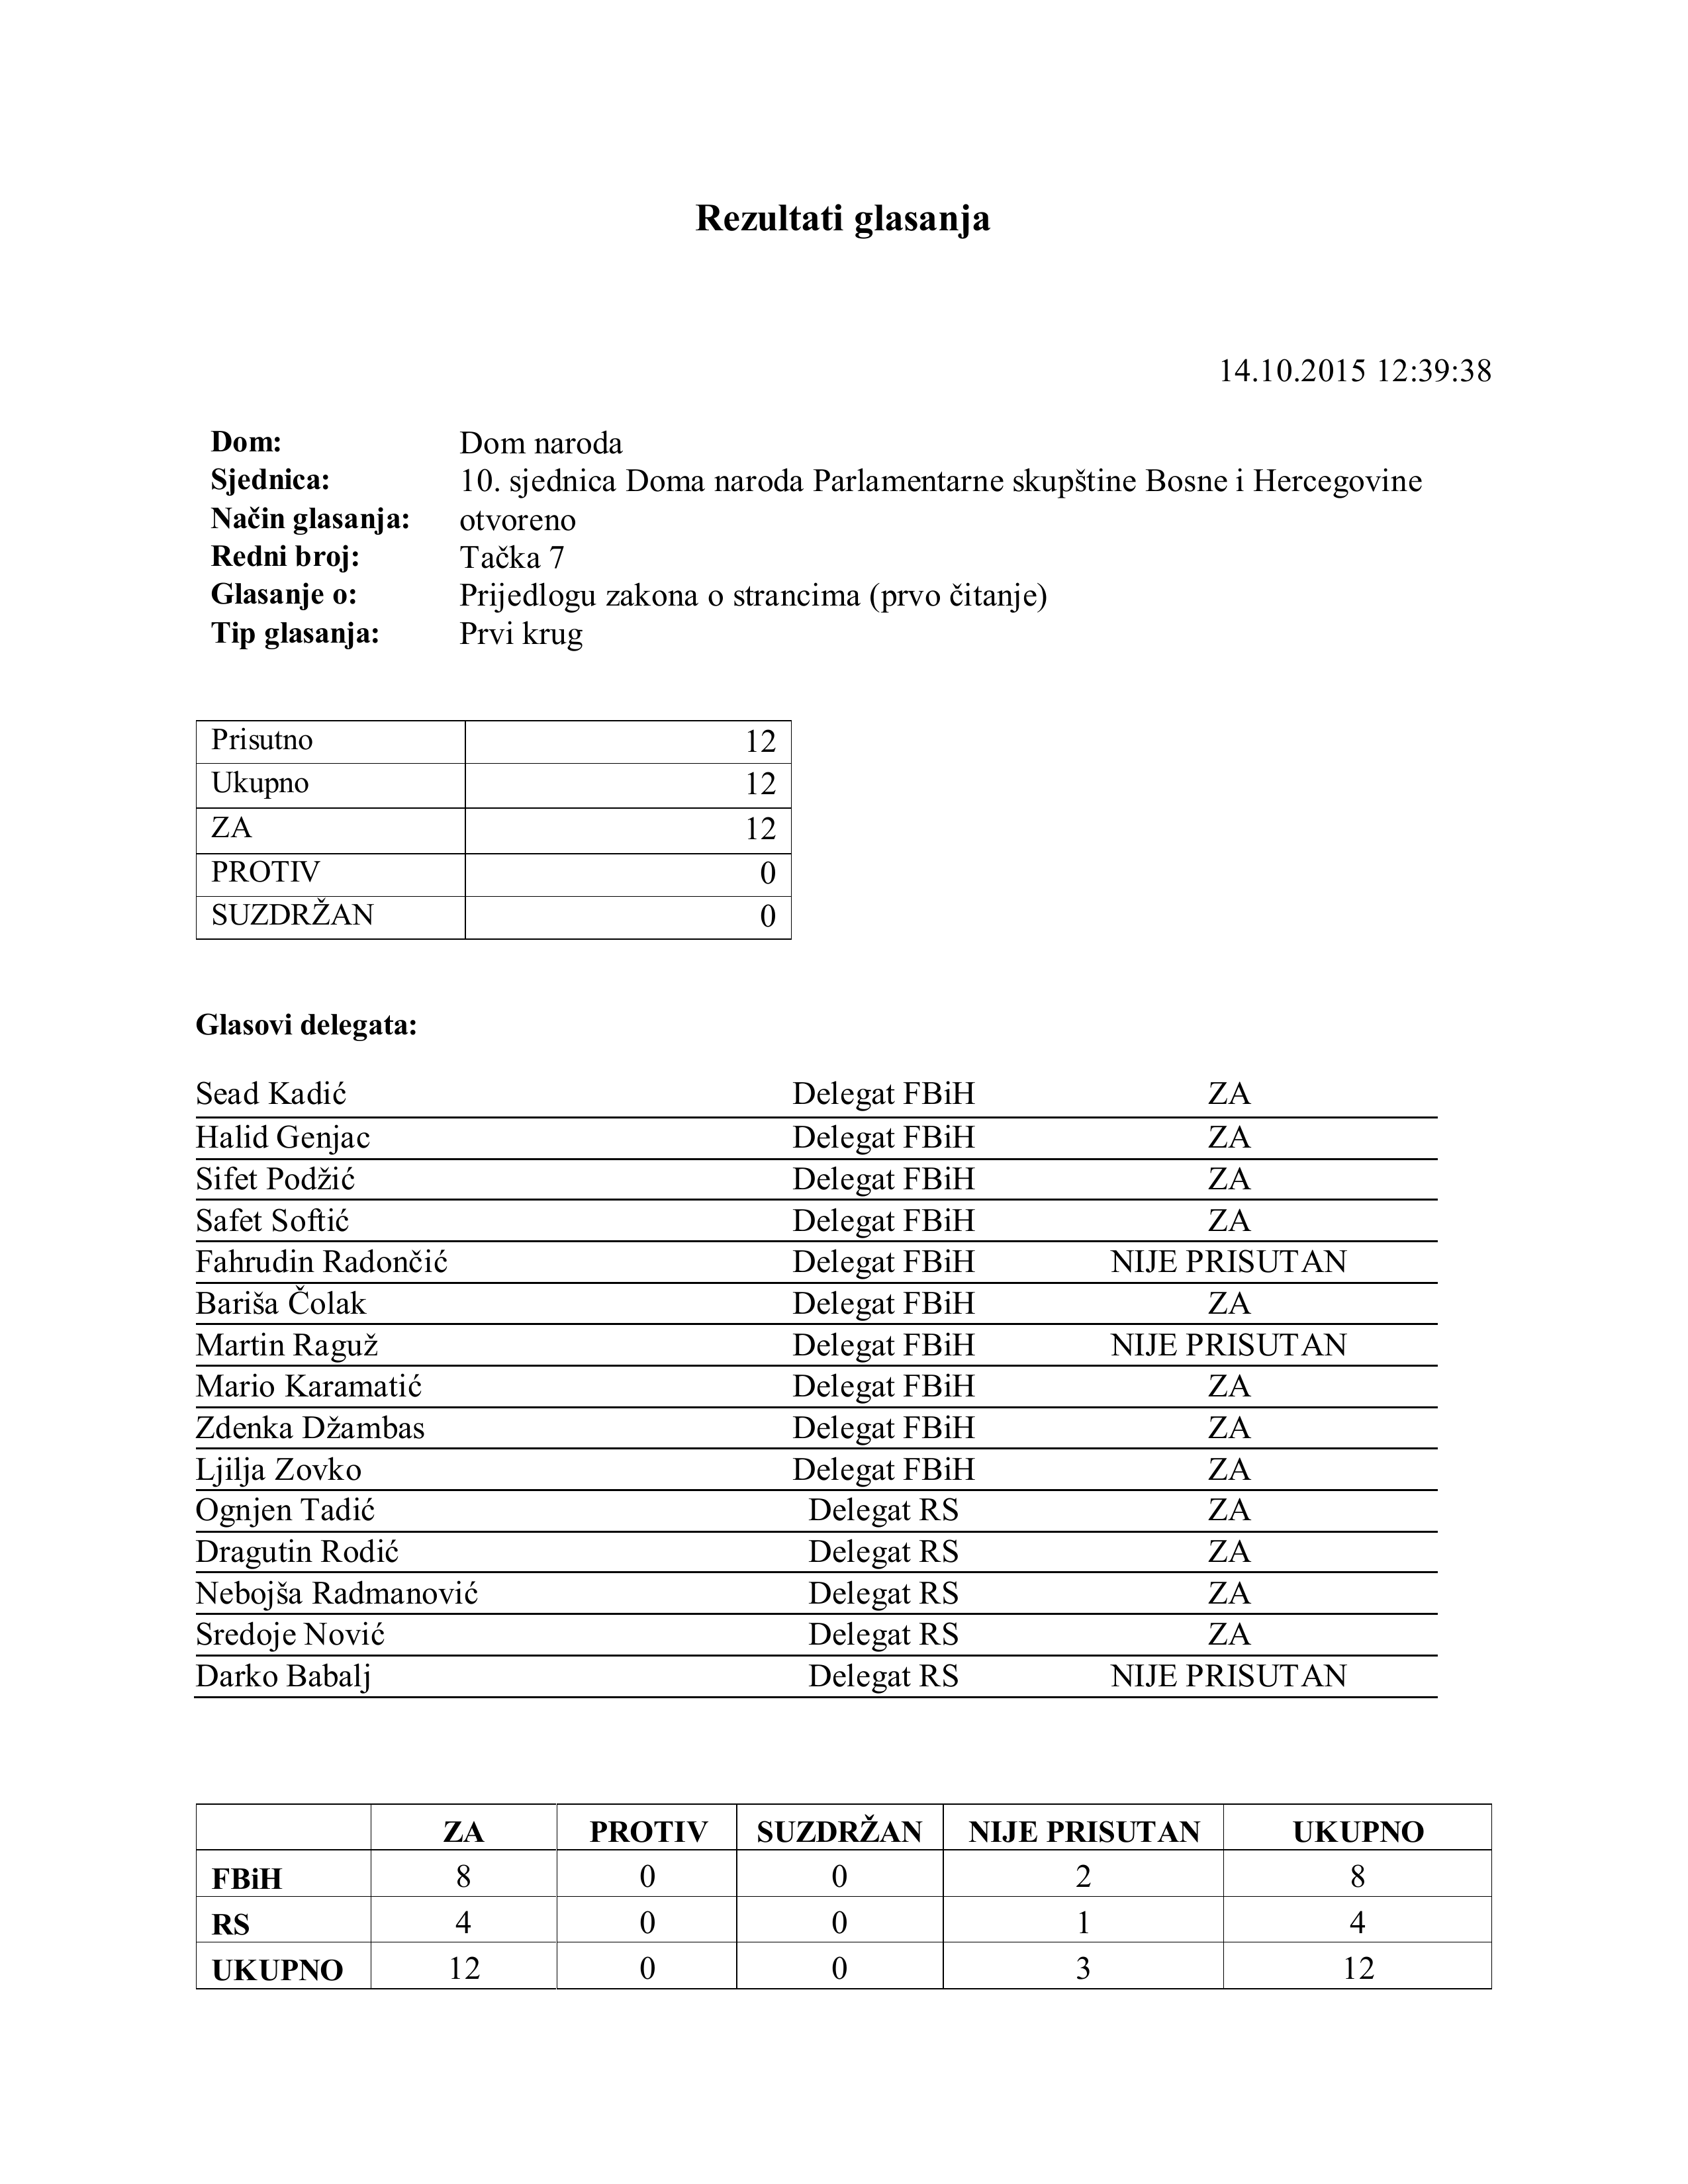 Rezultati glasanja
14.10.2015 12:39:38
Dom: Dom naroda
Sjednica: 10. sjednica Doma naroda Parlamentarne skupštine Bosne i Hercegovine
Način glasanja: otvoreno
Redni broj: Tačka 7
Glasanje o: Prijedlogu zakona o strancima (prvo čitanje)
Tip glasanja: Prvi krug
Prisutno 12
Ukupno 12
ZA 12
PROTIV 0
SUZDRŽAN 0
Glasovi delegata:
Sead Kadić Delegat FBiH ZA
Halid Genjac Delegat FBiH ZA
Sifet Podžić Delegat FBiH ZA
Safet Softić Delegat FBiH ZA
Fahrudin Radončić Delegat FBiH NIJE PRISUTAN
Bariša Čolak Delegat FBiH ZA
Martin Raguž Delegat FBiH NIJE PRISUTAN
Mario Karamatić Delegat FBiH ZA
Zdenka Džambas Delegat FBiH ZA
Ljilja Zovko Delegat FBiH ZA
Ognjen Tadić Delegat RS ZA
Dragutin Rodić Delegat RS ZA
Nebojša Radmanović Delegat RS ZA
Sredoje Nović Delegat RS ZA
Darko Babalj Delegat RS NIJE PRISUTAN
ZA PROTIV SUZDRŽAN NIJE PRISUTAN UKUPNO
FBiH 8 0 0 2 8
RS 4 0 0 1 4
UKUPNO 12 0 0 3 12